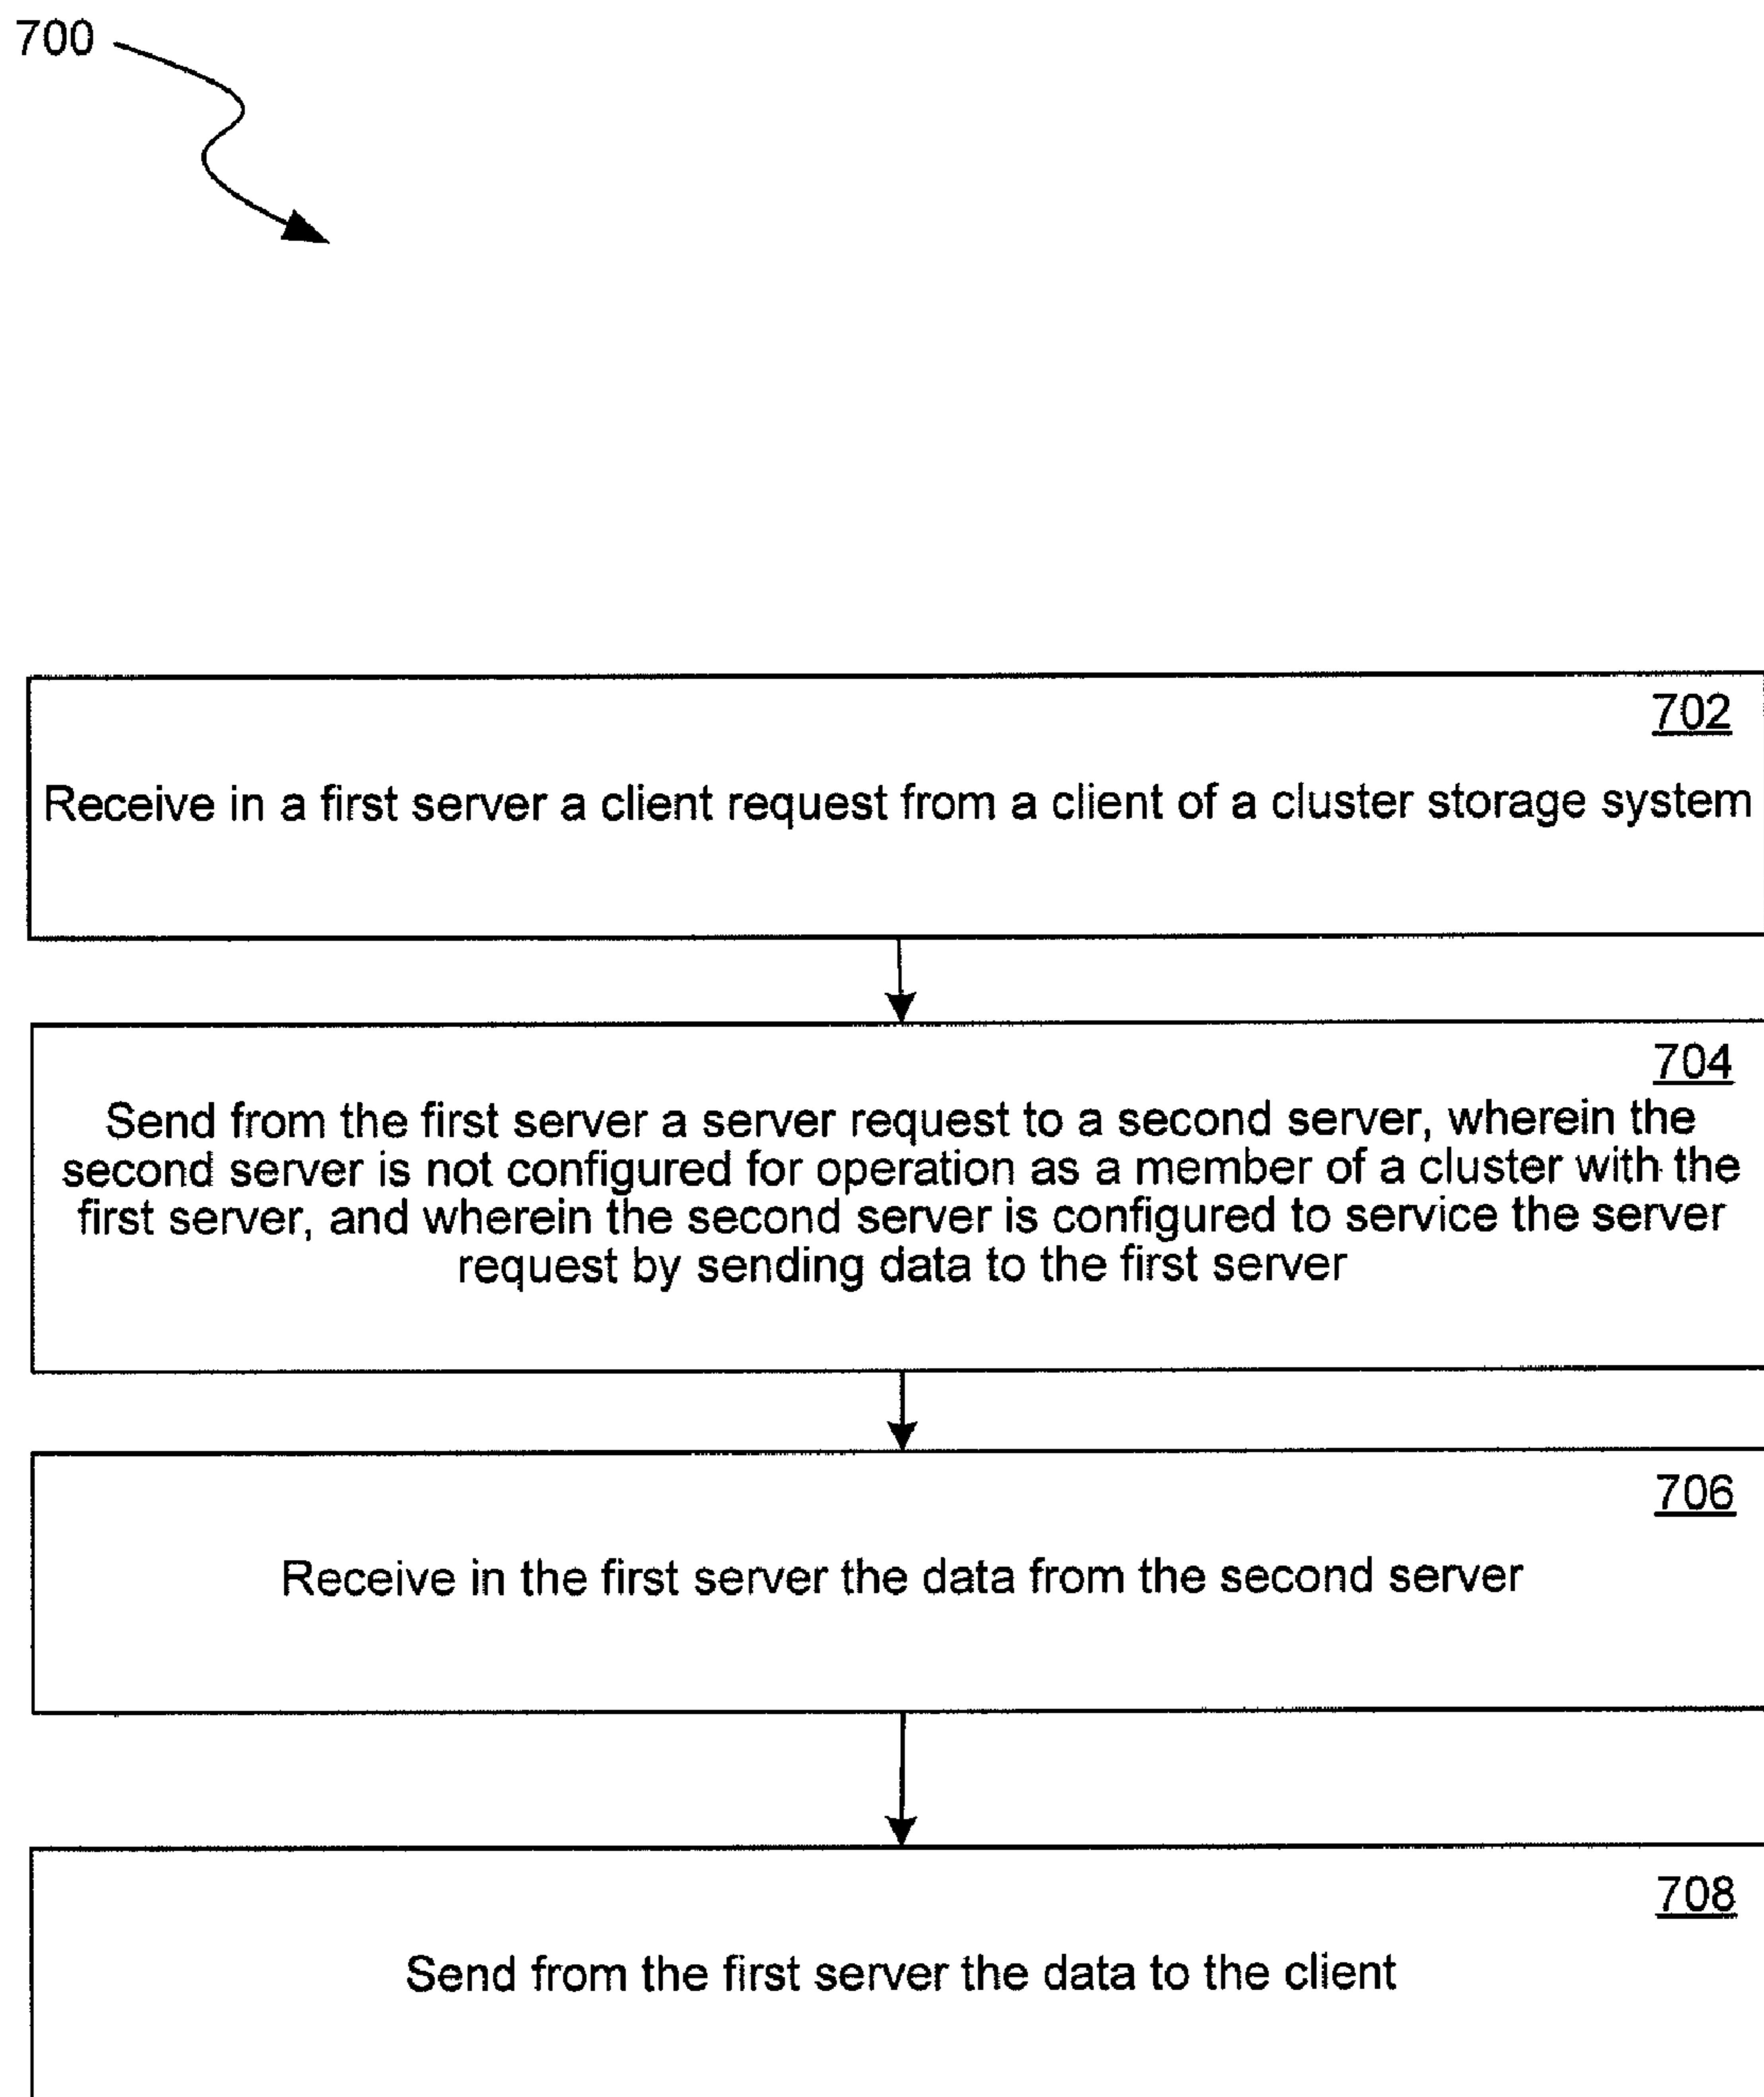 700
702
Receive in a first server a client request from a client of a cluster storage system
704
Send from the first server a server request to a second server, wherein the
second server is not configured for operation as a member of a cluster with the
first server, and wherein the second server is configured to service the server
request by sending data to the first server
706
Receive in the first server the data from the second server
708
Send from the first server the data to the client